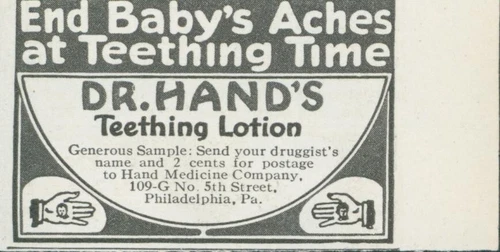 End Baby's Aches
at Teething Time
DR. HAND'S
Teething Lotion
Generous Sample: Send your druggist's
name and 2 cents for postage
to Hand Medicine Company,
109-G No. 5th Street,
Philadelphia, Pa.